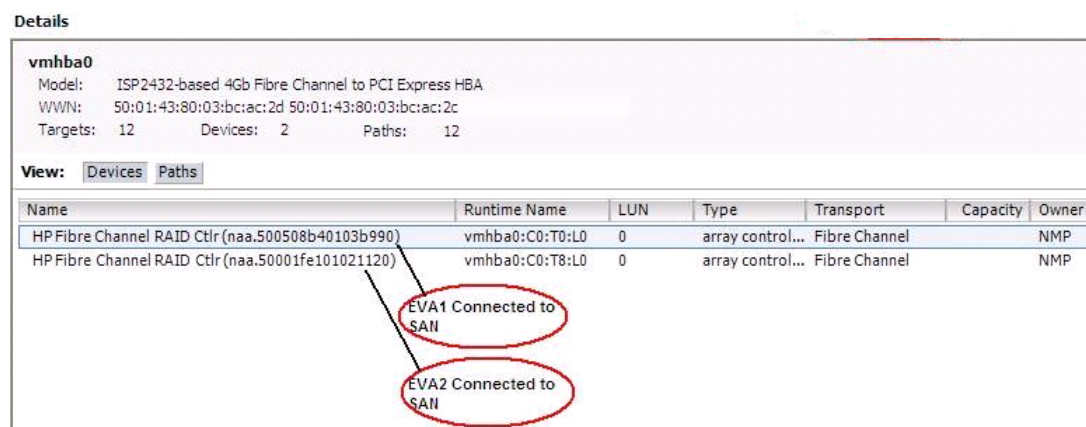 Details
vmhba0
Model: ISP2432-based 4Gb Fibre Channel to PCI Express HBA
WWN: 50:01:43:80:03:bc:ac:2d 50:01:43:80:03:bc:ac:2c
Targets: 12 Devices: 2 Paths: 12
View: Devices Paths
Name Runtime Name LUN Type Transport Capacity Owner
HP Fibre Channel RAID Ctlr (naa.500508b40103b990) vmhba0:C0:T0:L0 0 array control... Fibre Channel NMP
HP Fibre Channel RAID Ctlr (naa.50001fe101021120) vmhba0:C0:T8:L0 0 array control... Fibre Channel NMP
EVA1 Connected to
SAN
EVA2 Connected to
SAN